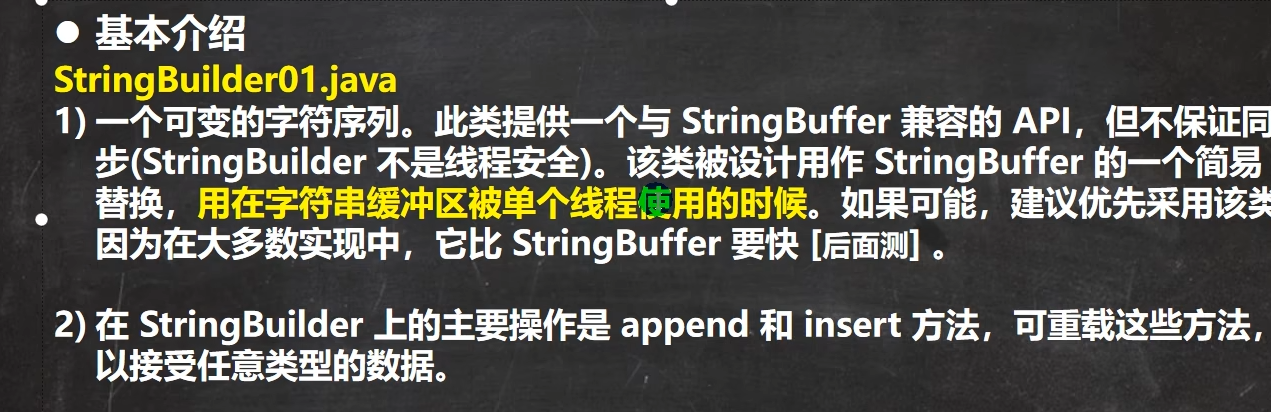 ● 基本介绍
StringBuilder01.java
1) 一个可变的字符序列。此类提供一个与 StringBuffer 兼容的 API，但不保证同
步(StringBuilder 不是线程安全)。该类被设计用作 StringBuffer 的一个简易
替换，用在字符串缓冲区被单个线程使用的时候。如果可能，建议优先采用该类
因为在大多数实现中，它比 StringBuffer 要快 [后面测] 。
2) 在 StringBuilder 上的主要操作是 append 和 insert 方法，可重载这些方法，
以接受任意类型的数据。